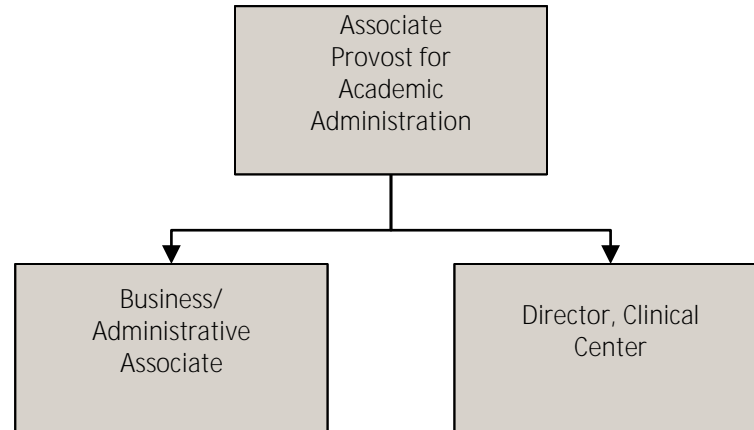 Associate
Provost for
Academic
Administration
Business/
Administrative
Associate
Director, Clinical
Center